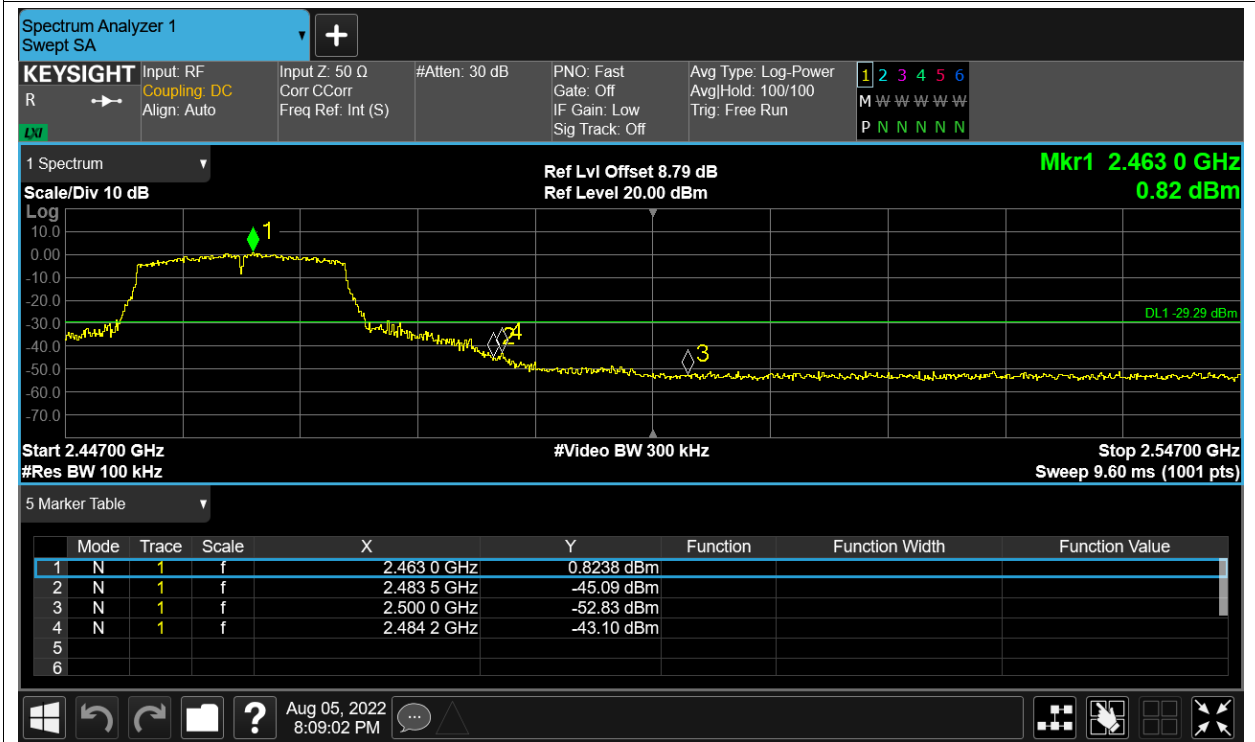 Spectrum Analyzer 1
Swept SA
+
KEYSIGHT Input: RF Input Z: 50 Ω #Atten: 30 dB PNO: Fast Avg Type: Log-Power 1 2 3 4 5 6
R Coupling: DC Corr CCorr Gate: Off Avg|Hold: 100/100 M W W W W W
Align: Auto Freq Ref: Int (S) IF Gain: Low Trig: Free Run
LXI Sig Track: Off P N N N N N
1 Spectrum Ref Lvl Offset 8.79 dB Mkr1 2.463 0 GHz
Scale/Div 10 dB Ref Level 20.00 dBm 0.82 dBm
Log
10.0
1
0.00
-10.0
-20.0
-30.0
DL1 -29.29 dBm
2 4
-40.0
3
-50.0
-60.0
-70.0
Start 2.44700 GHz #Video BW 300 kHz Stop 2.54700 GHz
#Res BW 100 kHz Sweep 9.60 ms (1001 pts)
5 Marker Table
Mode Trace Scale X Y Function Function Width Function Value
1 N 1 f 2.463 0 GHz 0.8238 dBm
2 N 1 f 2.483 5 GHz -45.09 dBm
3 N 1 f 2.500 0 GHz -52.83 dBm
4 N 1 f 2.484 2 GHz -43.10 dBm
5
6
? Aug 05, 2022
8:09:02 PM